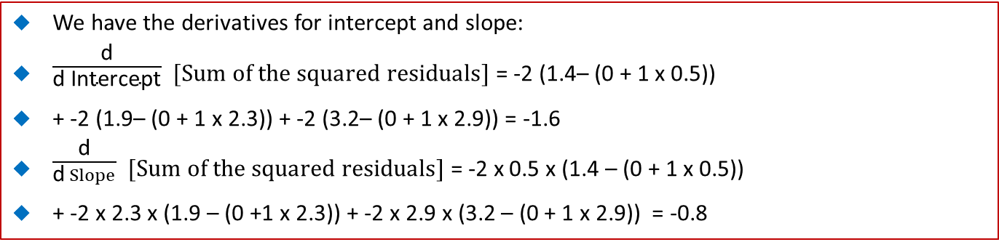 ◆ We have the derivatives for intercept and slope:
◆ d/d Intercept [Sum of the squared residuals] = -2 (1.4– (0 + 1 x 0.5))
◆ + -2 (1.9– (0 + 1 x 2.3)) + -2 (3.2– (0 + 1 x 2.9)) = -1.6
◆ d/d Slope [Sum of the squared residuals] = -2 x 0.5 x (1.4 – (0 + 1 x 0.5))
◆ + -2 x 2.3 x (1.9 – (0 +1 x 2.3)) + -2 x 2.9 x (3.2 – (0 + 1 x 2.9)) = -0.8